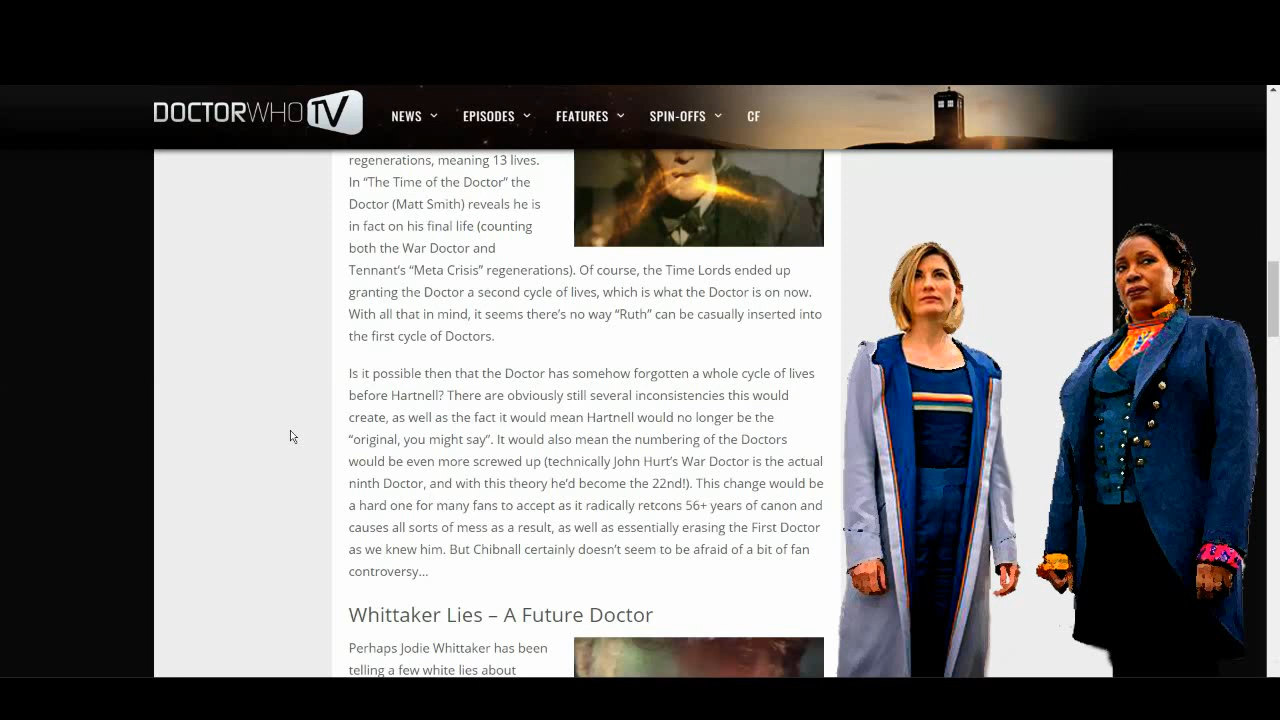 DOCTORWHO TV
NEWS EPISODES FEATURES SPIN-OFFS CF
regenerations, meaning 13 lives.
In “The Time of the Doctor” the
Doctor (Matt Smith) reveals he is
in fact on his final life (counting
both the War Doctor and
Tennant’s “Meta Crisis” regenerations). Of course, the Time Lords ended up
granting the Doctor a second cycle of lives, which is what the Doctor is on now.
With all that in mind, it seems there’s no way “Ruth” can be casually inserted into
the first cycle of Doctors.
Is it possible then that the Doctor has somehow forgotten a whole cycle of lives
before Hartnell? There are obviously still several inconsistencies this would
create, as well as the fact it would mean Hartnell would no longer be the
“original, you might say”. It would also mean the numbering of the Doctors
would be even more screwed up (technically John Hurt’s War Doctor is the actual
ninth Doctor, and with this theory he’d become the 22nd!). This change would be
a hard one for many fans to accept as it radically retcons 56+ years of canon and
causes all sorts of mess as a result, as well as essentially erasing the First Doctor
as we knew him. But Chibnall certainly doesn’t seem to be afraid of a bit of fan
controversy…
Whittaker Lies – A Future Doctor
Perhaps Jodie Whittaker has been
telling a few white lies about